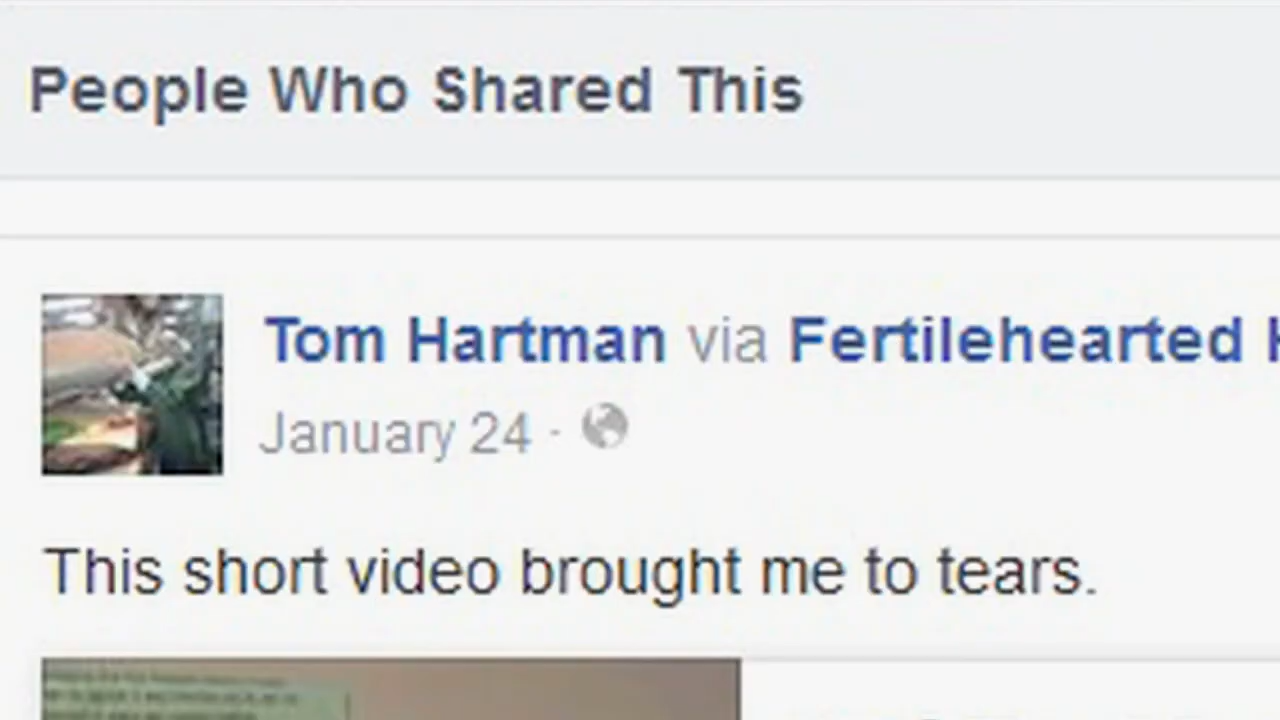 People Who Shared This
Tom Hartman via Fertilehearted
January 24 ·
This short video brought me to tears.